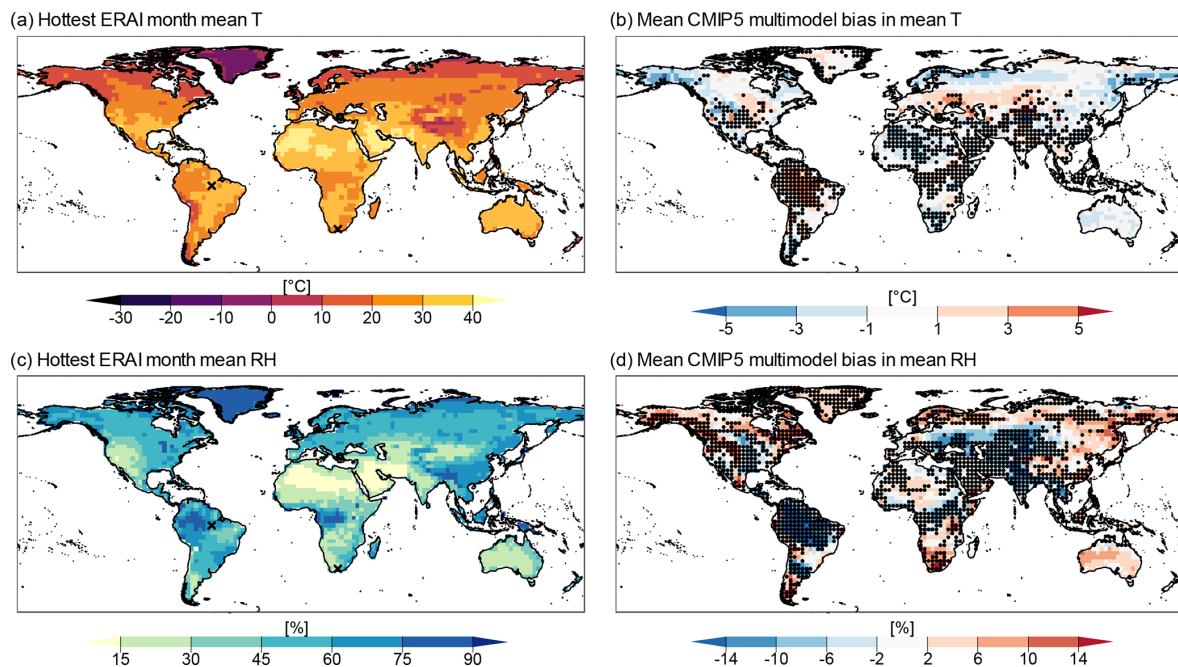 (a) Hottest ERAI month mean T
(b) Mean CMIP5 multimodel bias in mean T
[°C]
-30 -20 -10 0 10 20 30 40
[°C]
-5 -3 -1 1 3 5
(c) Hottest ERAI month mean RH
(d) Mean CMIP5 multimodel bias in mean RH
[%]
15 30 45 60 75 90
[%]
-14 -10 -6 -2 2 6 10 14